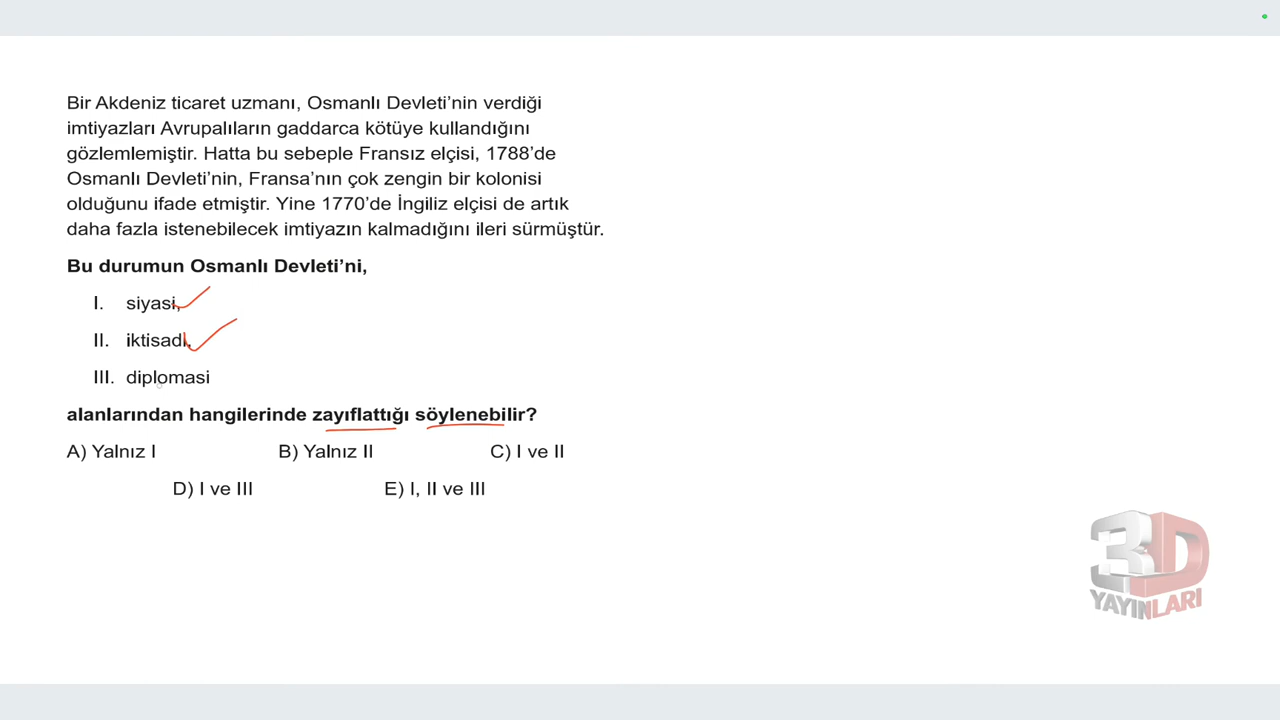 Bir Akdeniz ticaret uzmanı, Osmanlı Devleti’nin verdiği
imtiyazları Avrupalıların gaddarca kötüye kullandığını
gözlemlemiştir. Hatta bu sebeple Fransız elçisi, 1788’de
Osmanlı Devleti’nin, Fransa’nın çok zengin bir kolonisi
olduğunu ifade etmiştir. Yine 1770’de İngiliz elçisi de artık
daha fazla istenebilecek imtiyazın kalmadığını ileri sürmüştür.
Bu durumun Osmanlı Devleti’ni,
I. siyasi,
II. iktisadi,
III. diplomasi
alanlarından hangilerinde zayıflattığı söylenebilir?
A) Yalnız I B) Yalnız II C) I ve II
D) I ve III E) I, II ve III
3D
YAYINLARI